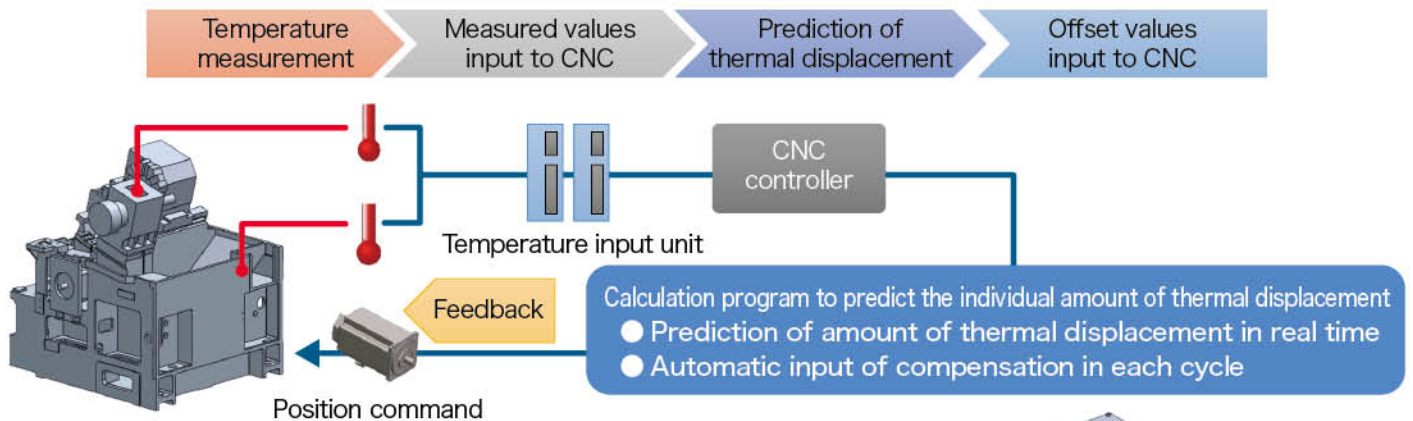 Temperature
measurement
Measured values
input to CNC
Prediction of
thermal displacement
Offset values
input to CNC
CNC
controller
Temperature input unit
Feedback
Calculation program to predict the individual amount of thermal displacement
● Prediction of amount of thermal displacement in real time
● Automatic input of compensation in each cycle
Position command